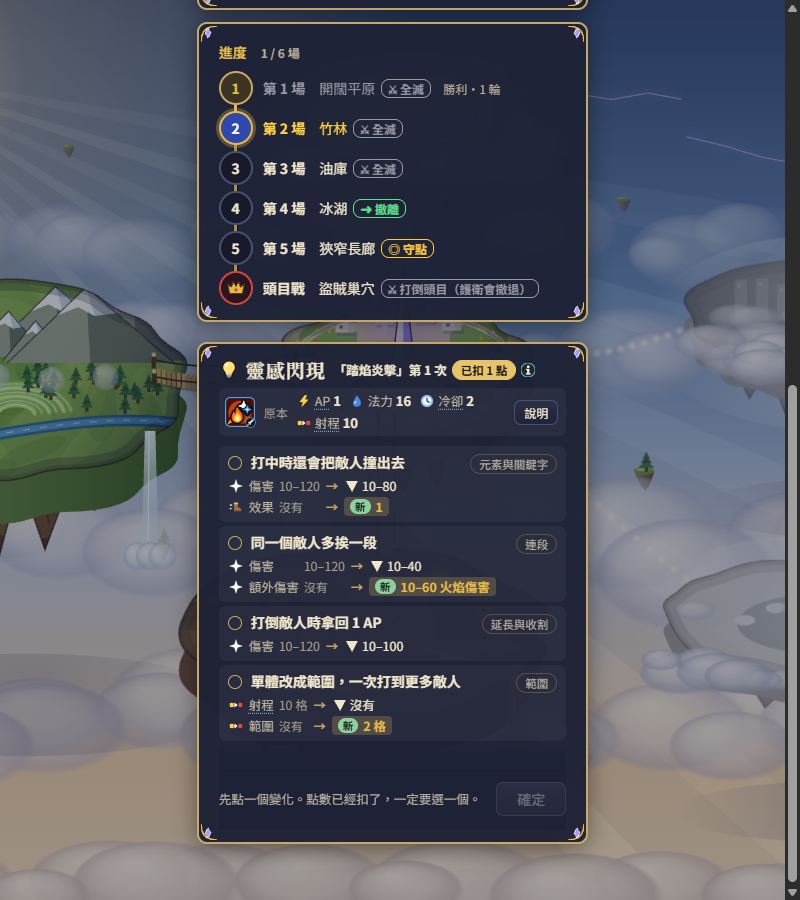 進度 1 / 6 場
1 第 1 場 開闊平原 全滅 勝利・1 輪
2 第 2 場 竹林 全滅
3 第 3 場 油庫 全滅
4 第 4 場 冰湖 撤離
5 第 5 場 狹窄長廊 守點
頭目戰 盜賊巢穴 打倒頭目（護衛會撤退）
靈感閃現 「踏焰炎擊」第 1 次 已扣 1 點
原本 AP 1 法力 16 冷卻 2 說明
射程 10
打中時還會把敵人撞出去 元素與關鍵字
傷害 10–120 → ▼ 10–80
效果 沒有 → 新 1
同一個敵人多挨一段 連段
傷害 10–120 → ▼ 10–40
額外傷害 沒有 → 新 10–60 火焰傷害
打倒敵人時拿回 1 AP 延長與收割
傷害 10–120 → ▼ 10–100
單體改成範圍，一次打到更多敵人 範圍
射程 10 格 → ▼ 沒有
範圍 沒有 → 新 2 格
先點一個變化。點數已經扣了，一定要選一個。 確定